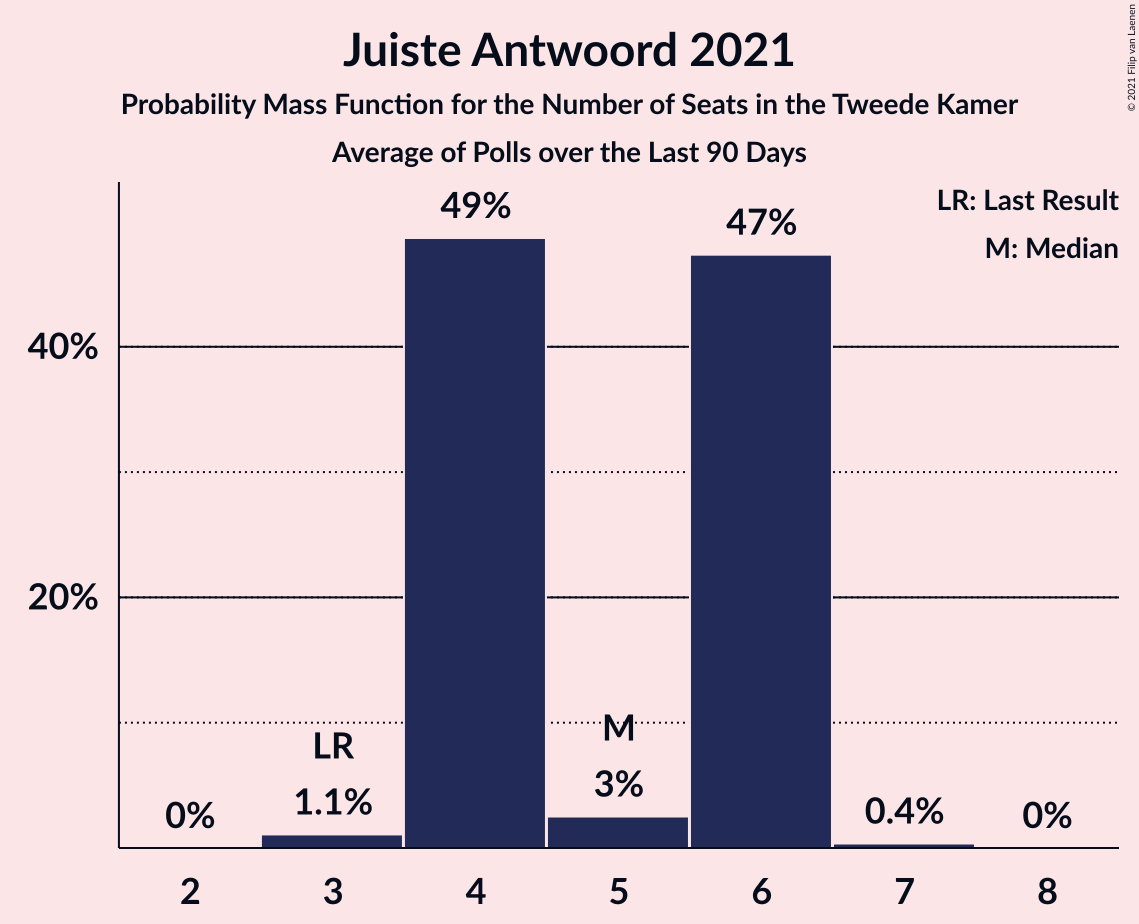 Juiste Antwoord 2021
Probability Mass Function for the Number of Seats in the Tweede Kamer
Average of Polls over the Last 90 Days
© 2021 Filip van Laenen
LR: Last Result
M: Median
49%
47%
40%
20%
M
LR
3%
1.1%
0%
0.4%
0%
2 3 4 5 6 7 8